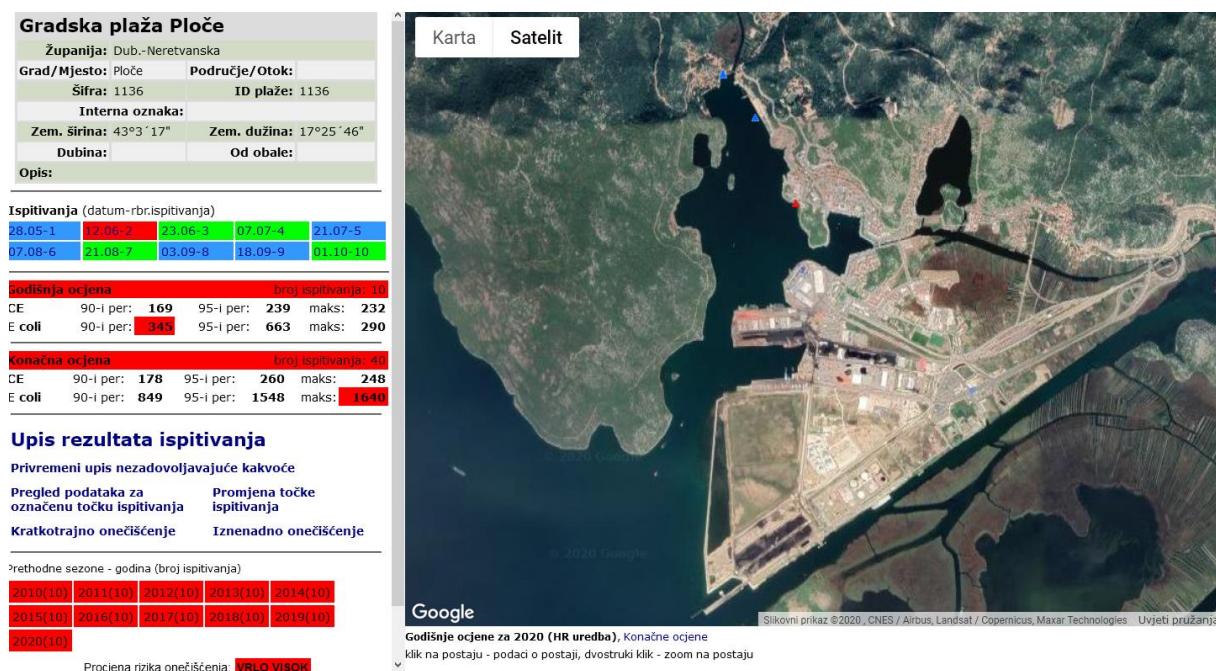 Gradska plaža Ploče
Županija: Dub.-Neretvanska
Grad/Mjesto: Ploče Područje/Otok:
Šifra: 1136 ID plaže: 1136
Interna oznaka:
Zem. širina: 43°3´17" Zem. dužina: 17°25´46"
Dubina: Od obale:
Opis:
Ispitivanja (datum-rbr.ispitivanja)
28.05-1 12.06-2 23.06-3 07.07-4 21.07-5
07.08-6 21.08-7 03.09-8 18.09-9 01.10-10
Godišnja ocjena broj ispitivanja: 10
CE 90-i per: 169 95-i per: 239 maks: 232
E coli 90-i per: 345 95-i per: 663 maks: 290
Konačna ocjena broj ispitivanja: 40
CE 90-i per: 178 95-i per: 260 maks: 248
E coli 90-i per: 849 95-i per: 1548 maks: 1640
Upis rezultata ispitivanja
Privremeni upis nezadovoljavajuće kakvoće
Pregled podataka za označenu točku ispitivanja
Promjena točke ispitivanja
Kratkotrajno onečišćenje Iznenadno onečišćenje
Prethodne sezone - godina (broj ispitivanja)
2010(10) 2011(10) 2012(10) 2013(10) 2014(10)
2015(10) 2016(10) 2017(10) 2018(10) 2019(10)
2020(10)
Procjena rizika onečišćenja: VRLO VISOK
Karta Satelit
© 2020 Google
© 2020 Google
Google
Slikovni prikaz ©2020 , CNES / Airbus, Landsat / Copernicus, Maxar Technologies Uvjeti pružanja
Godišnje ocjene za 2020 (HR uredba), Konačne ocjene
klik na postaju - podaci o postaji, dvostruki klik - zoom na postaju